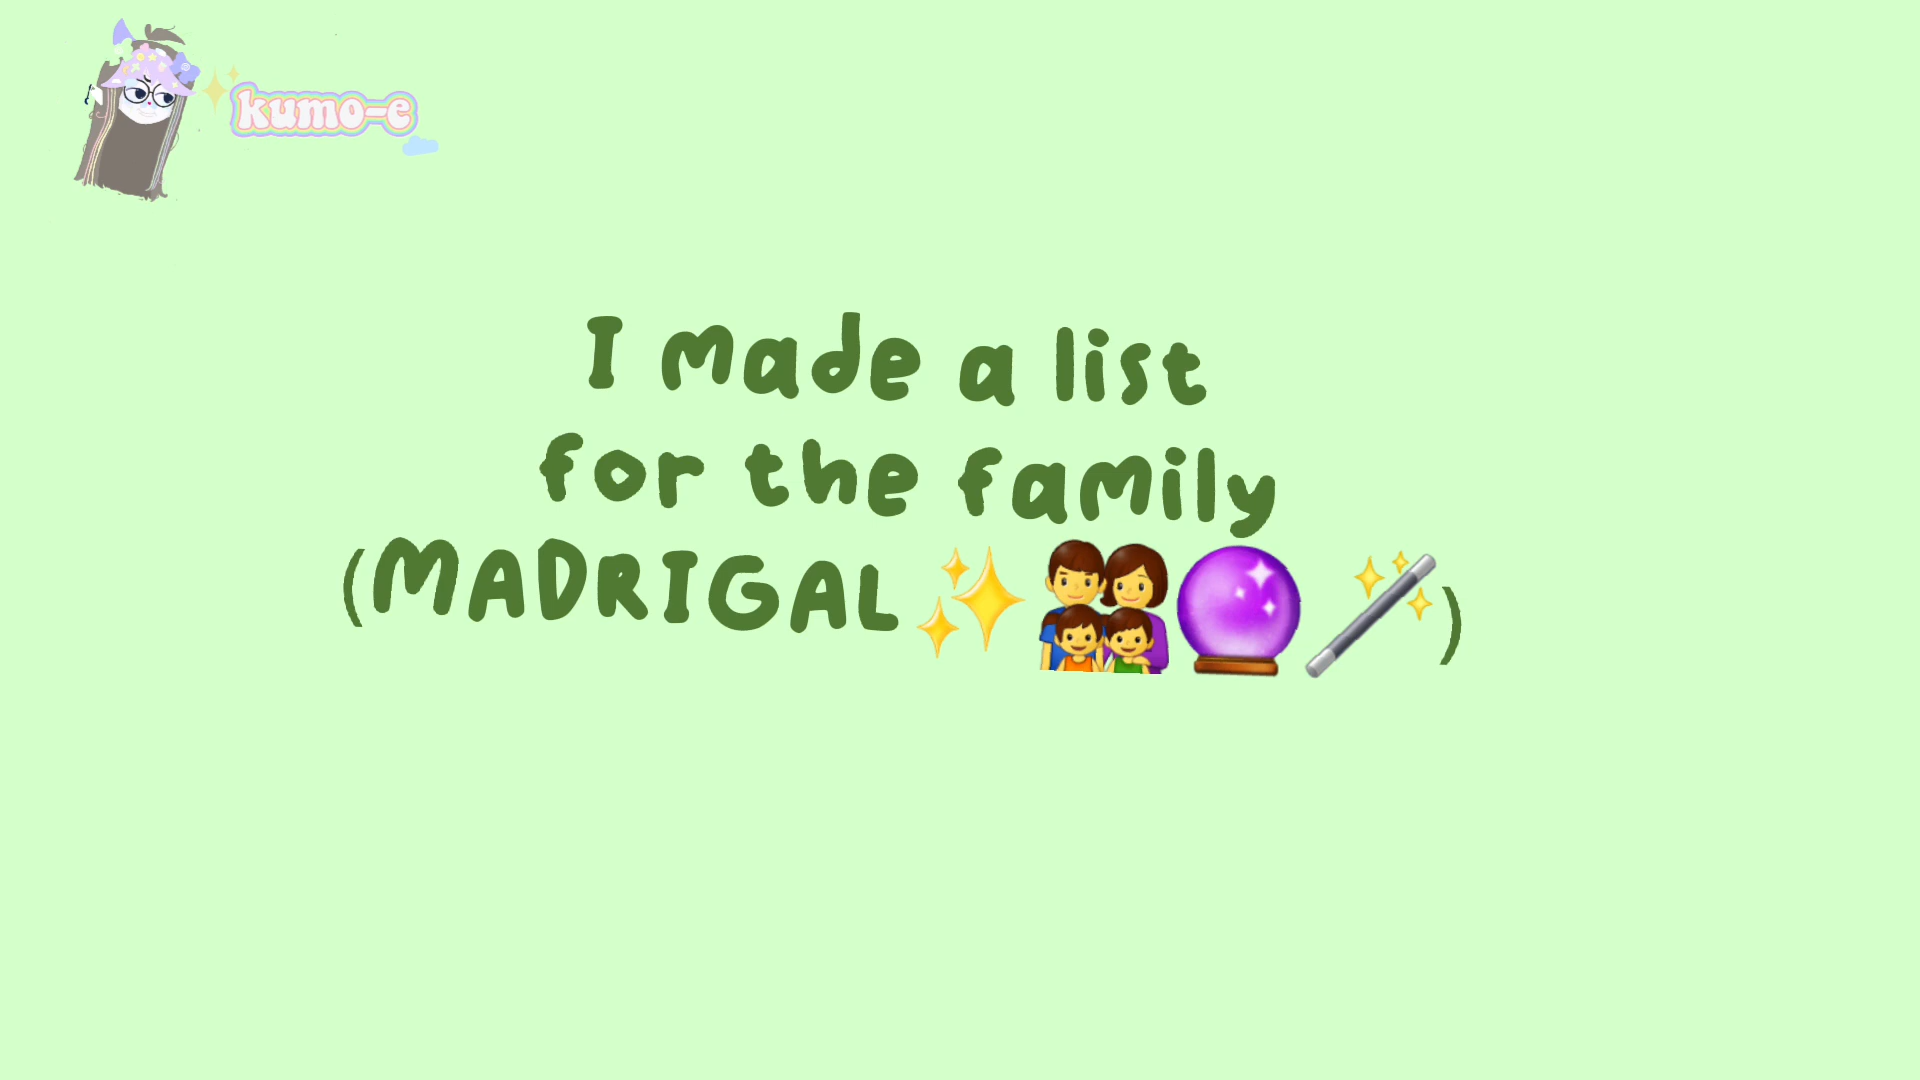 kumo-e
I made a list
for the family
(MADRIGAL✨👨‍👩‍👦‍👦🔮🪄)